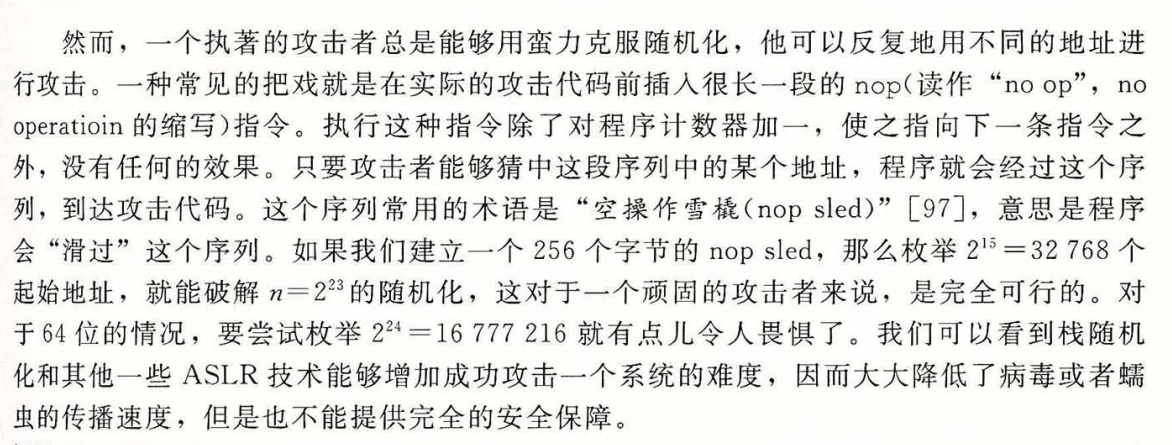 然而，一个执著的攻击者总是能够用蛮力克服随机化，他可以反复地用不同的地址进
行攻击。一种常见的把戏就是在实际的攻击代码前插入很长一段的 nop(读作“no op”，no
operatioin 的缩写)指令。执行这种指令除了对程序计数器加一，使之指向下一条指令之
外，没有任何的效果。只要攻击者能够猜中这段序列中的某个地址，程序就会经过这个序
列，到达攻击代码。这个序列常用的术语是“空操作雪橇(nop sled)”[97]，意思是程序
会“滑过”这个序列。如果我们建立一个 256 个字节的 nop sled，那么枚举 2¹⁵＝32 768 个
起始地址，就能破解 n＝2²³的随机化，这对于一个顽固的攻击者来说，是完全可行的。对
于 64 位的情况，要尝试枚举 2²⁴＝16 777 216 就有点儿令人畏惧了。我们可以看到栈随机
化和其他一些 ASLR 技术能够增加成功攻击一个系统的难度，因而大大降低了病毒或者蠕
虫的传播速度，但是也不能提供完全的安全保障。